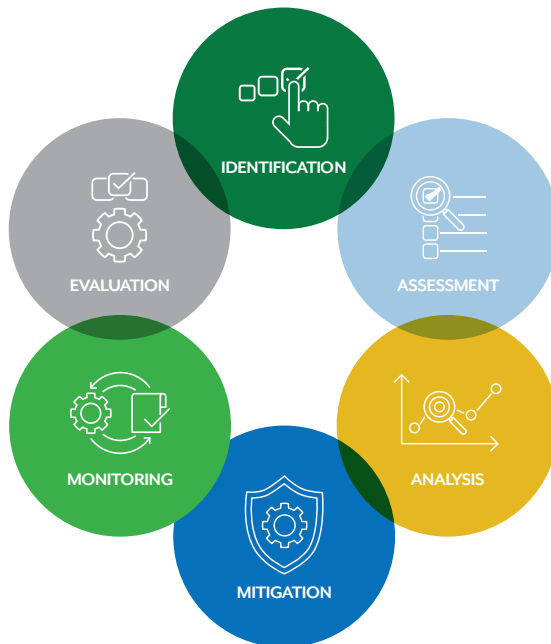 IDENTIFICATION
ASSESSMENT
ANALYSIS
MITIGATION
MONITORING
EVALUATION